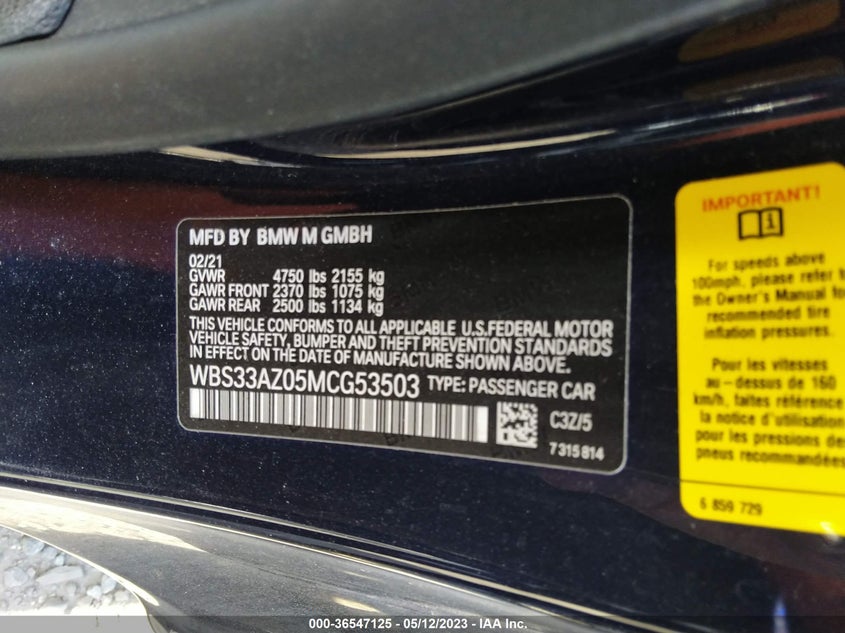 MFD BY BMW M GMBH
02/21
GVWR 4750 lbs 2155 kg
GAWR FRONT 2370 lbs 1075 kg
GAWR REAR 2500 lbs 1134 kg
THIS VEHICLE CONFORMS TO ALL APPLICABLE U.S.FEDERAL MOTOR
VEHICLE SAFETY, BUMPER AND THEFT PREVENTION STANDARDS
IN EFFECT ON THE DATE OF MANUFACTURE SHOWN ABOVE.
WBS33AZ05MCG53503 TYPE: PASSENGER CAR
C3Z/5
7315814
IMPORTANT!
For speeds above
100mph, please refer to
the Owner's Manual for
recommended tire
inflation pressures.
Pour les vitesses
au-dessus de 160
km/h, faites référence
la notice d'utilisation
pour les pressions de
pneus recommandées
6 859 729
000-36547125 - 05/12/2023 - IAA Inc.